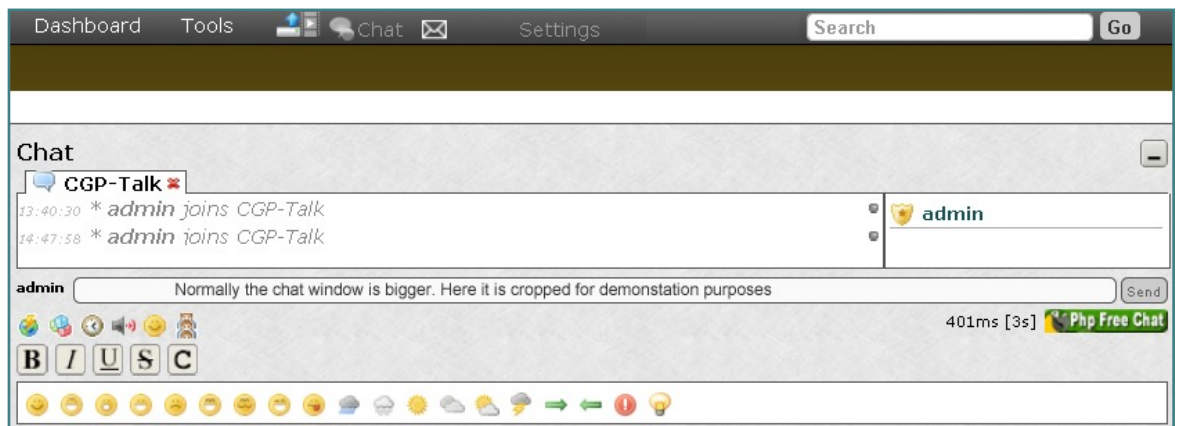 Dashboard Tools Chat Settings Search Go
Chat
CGP-Talk
13:40:30 * admin joins CGP-Talk
admin
14:47:58 * admin joins CGP-Talk
admin Normally the chat window is bigger. Here it is cropped for demonstation purposes Send
401ms [3s] Php Free Chat
B I U S C